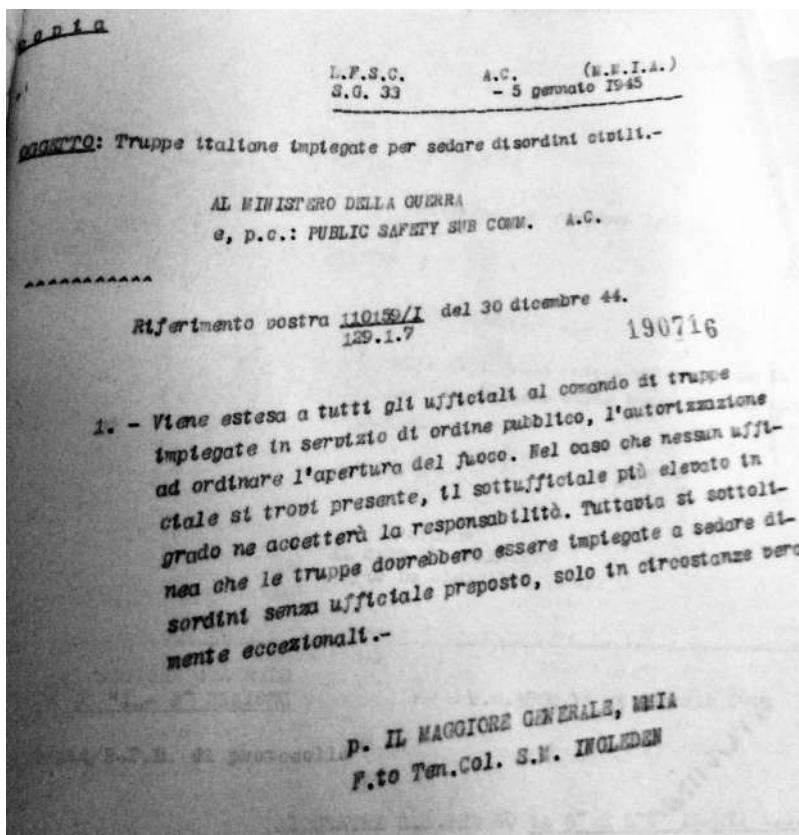 copia
L.F.S.C. A.C. (M.M.I.A.)
S.G. 33 - 5 gennaio I945
OGGETTO: Truppe italiane impiegate per sedare disordini civili.-
AL MINISTERO DELLA GUERRA
e, p.c.: PUBLIC SAFETY SUB COMM. A.C.
^^^^^^^^^^^
Riferimento vostra 110159/I del 30 dicembre 44.
129.1.7
190716
1. - Viene estesa a tutti gli ufficiali al comando di truppe
impiegate in servizio di ordine pubblico, l'autorizzazione
ad ordinare l'apertura del fuoco. Nel caso che nessun uffi-
ciale si trovi presente, il sottufficiale più elevato in
grado ne accetterà la responsabilità. Tuttavia si sottoli-
nea che le truppe dovrebbero essere impiegate a sedare di-
sordini senza ufficiale preposto, solo in circostanze vera
mente eccezionali.-
p. IL MAGGIORE GENERALE, MMIA
F.to Ten.Col. S.M. INGLEDEN